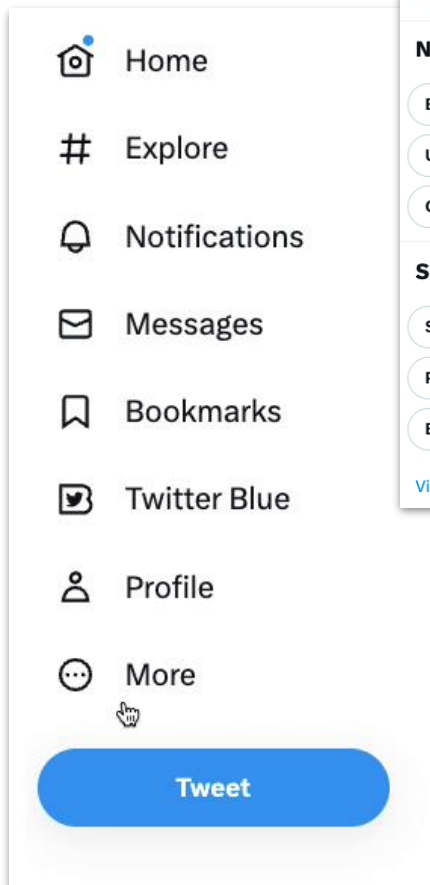 Home
Explore
Notifications
Messages
Bookmarks
Twitter Blue
Profile
More
Tweet